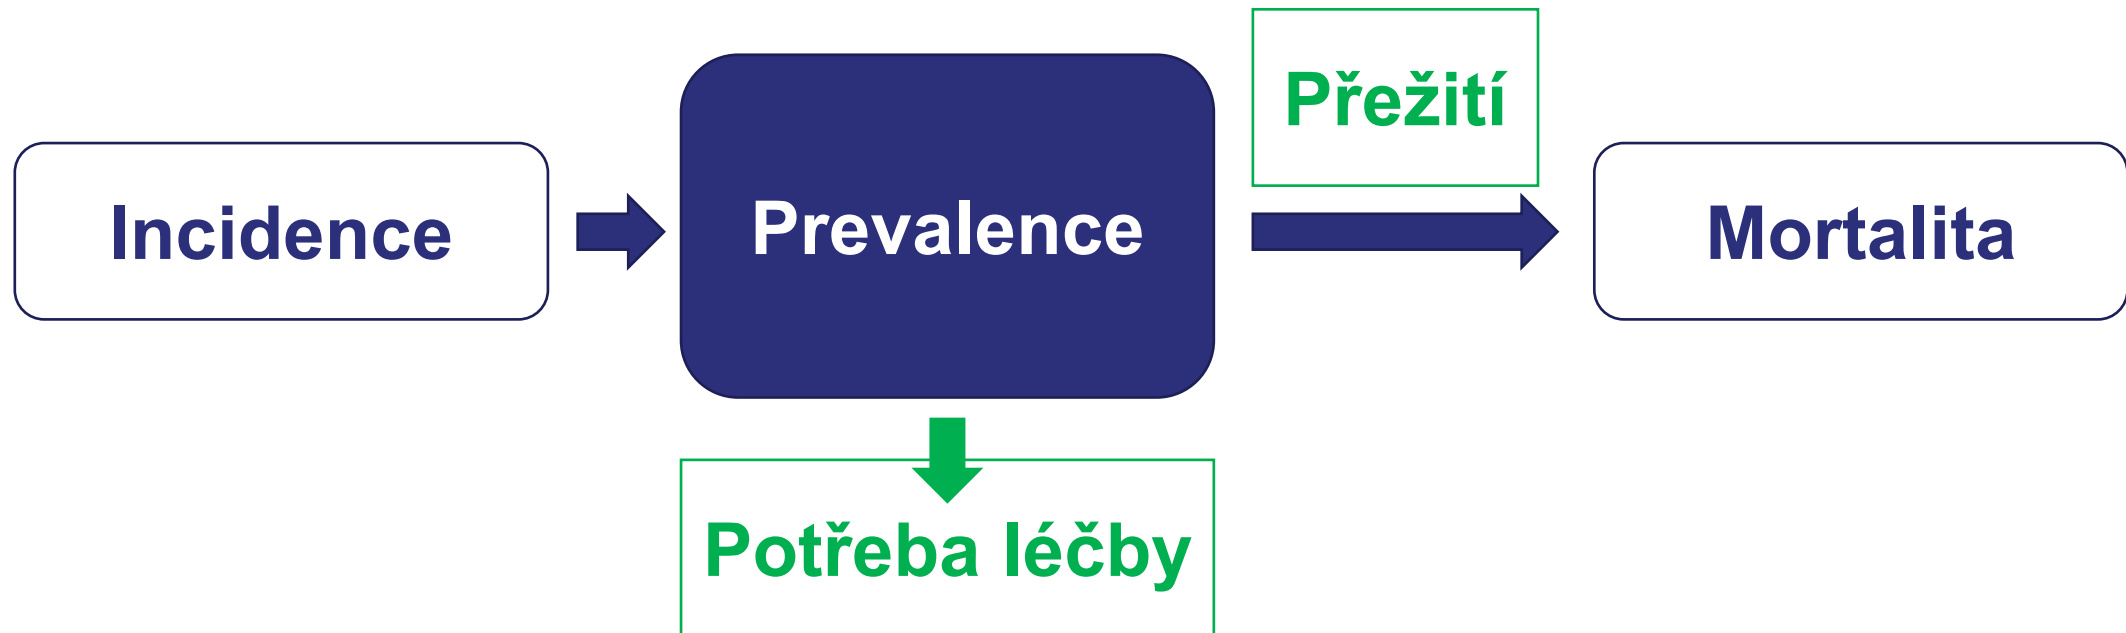 Přežití
Incidence
Prevalence
Mortalita
Potřeba léčby